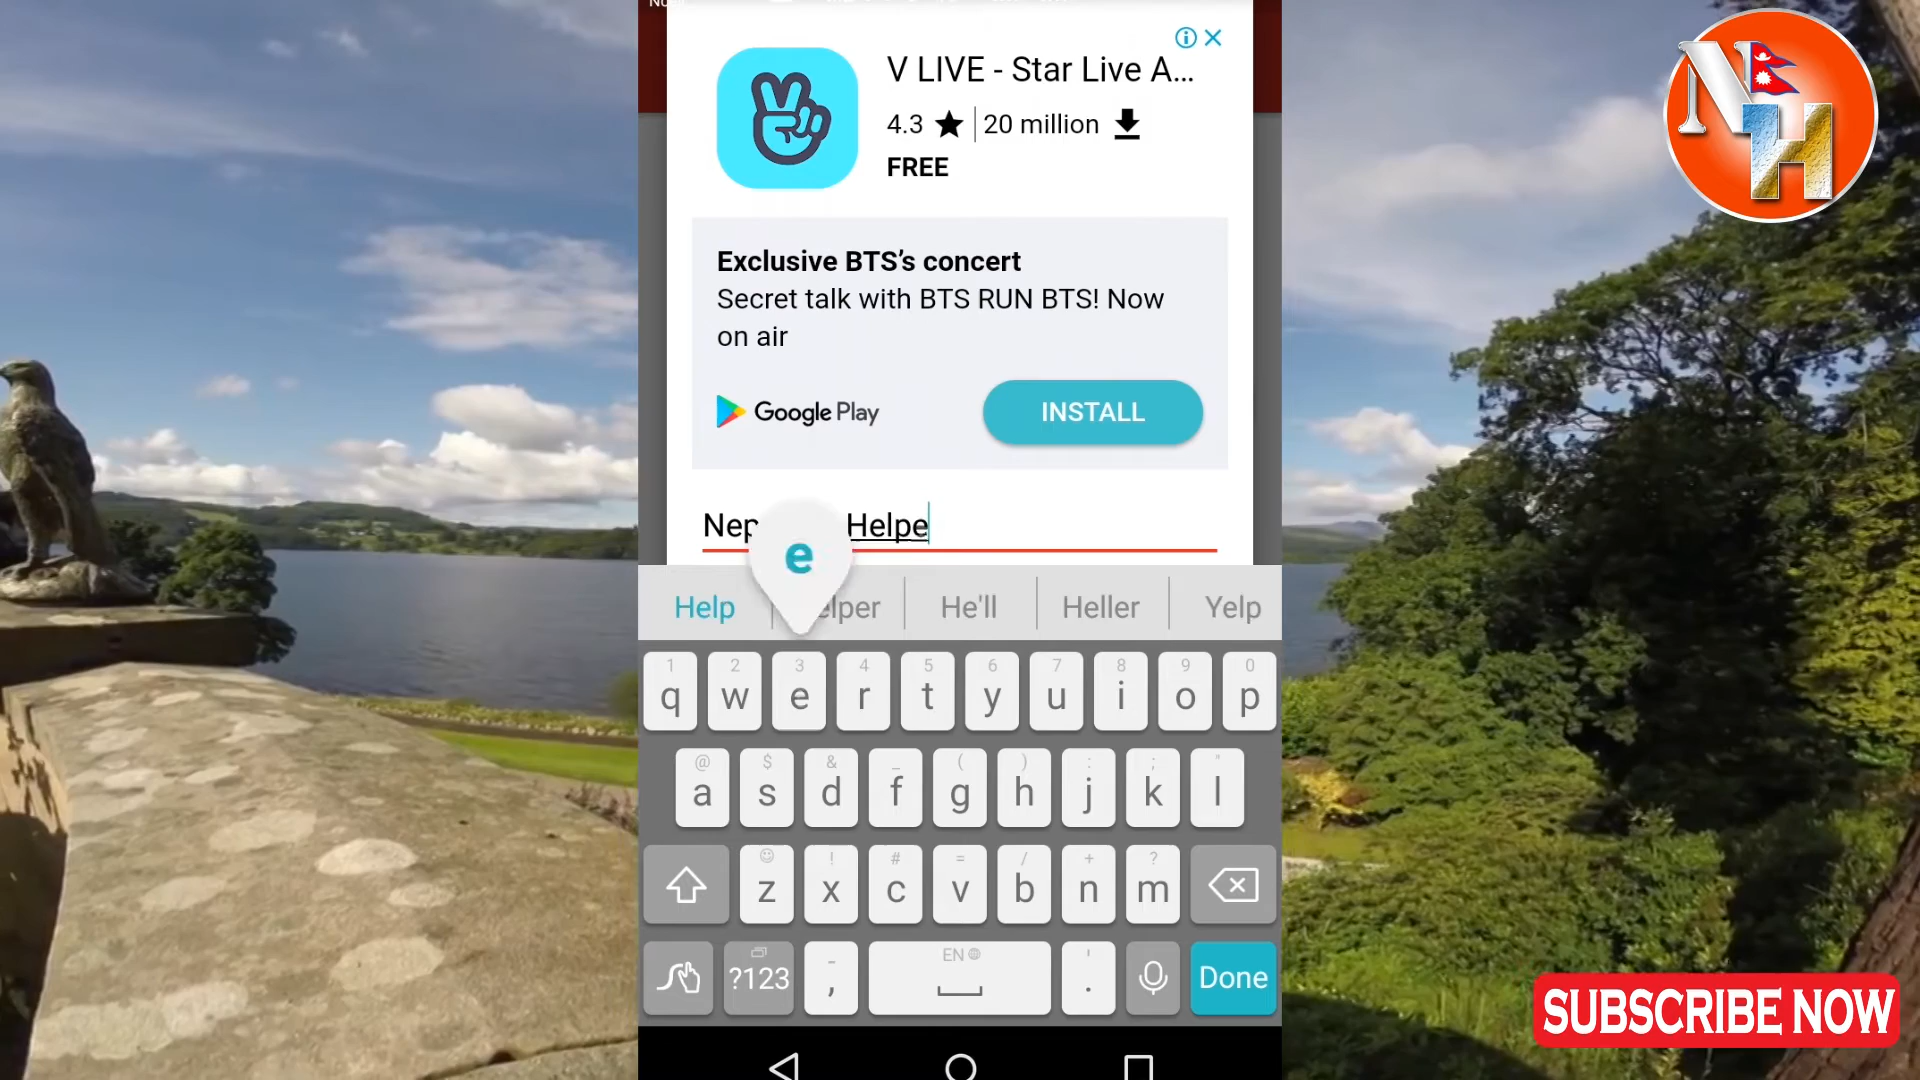 V LIVE - Star Live A...
4.3 20 million
FREE
Exclusive BTS's concert
Secret talk with BTS RUN BTS! Now
on air
Google Play INSTALL
Helpe
e
Help He'll Heller Yelp
1 2 3 4 5 6 7 8 9 0
q w e r t y u i o p
@ $ & _ ( ) : ; "
a s d f g h j k l
! # = / + ?
z x c v b n m
EN
?123 , . Done
NH
SUBSCRIBE NOW